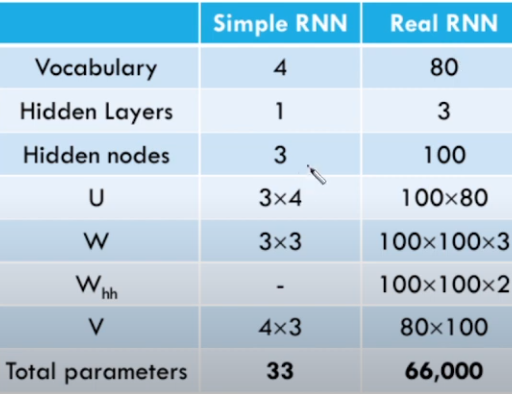 Simple RNN Real RNN
Vocabulary 4 80
Hidden Layers 1 3
Hidden nodes 3 100
U 3×4 100×80
W 3×3 100×100×3
Whh - 100×100×2
V 4×3 80×100
Total parameters 33 66,000